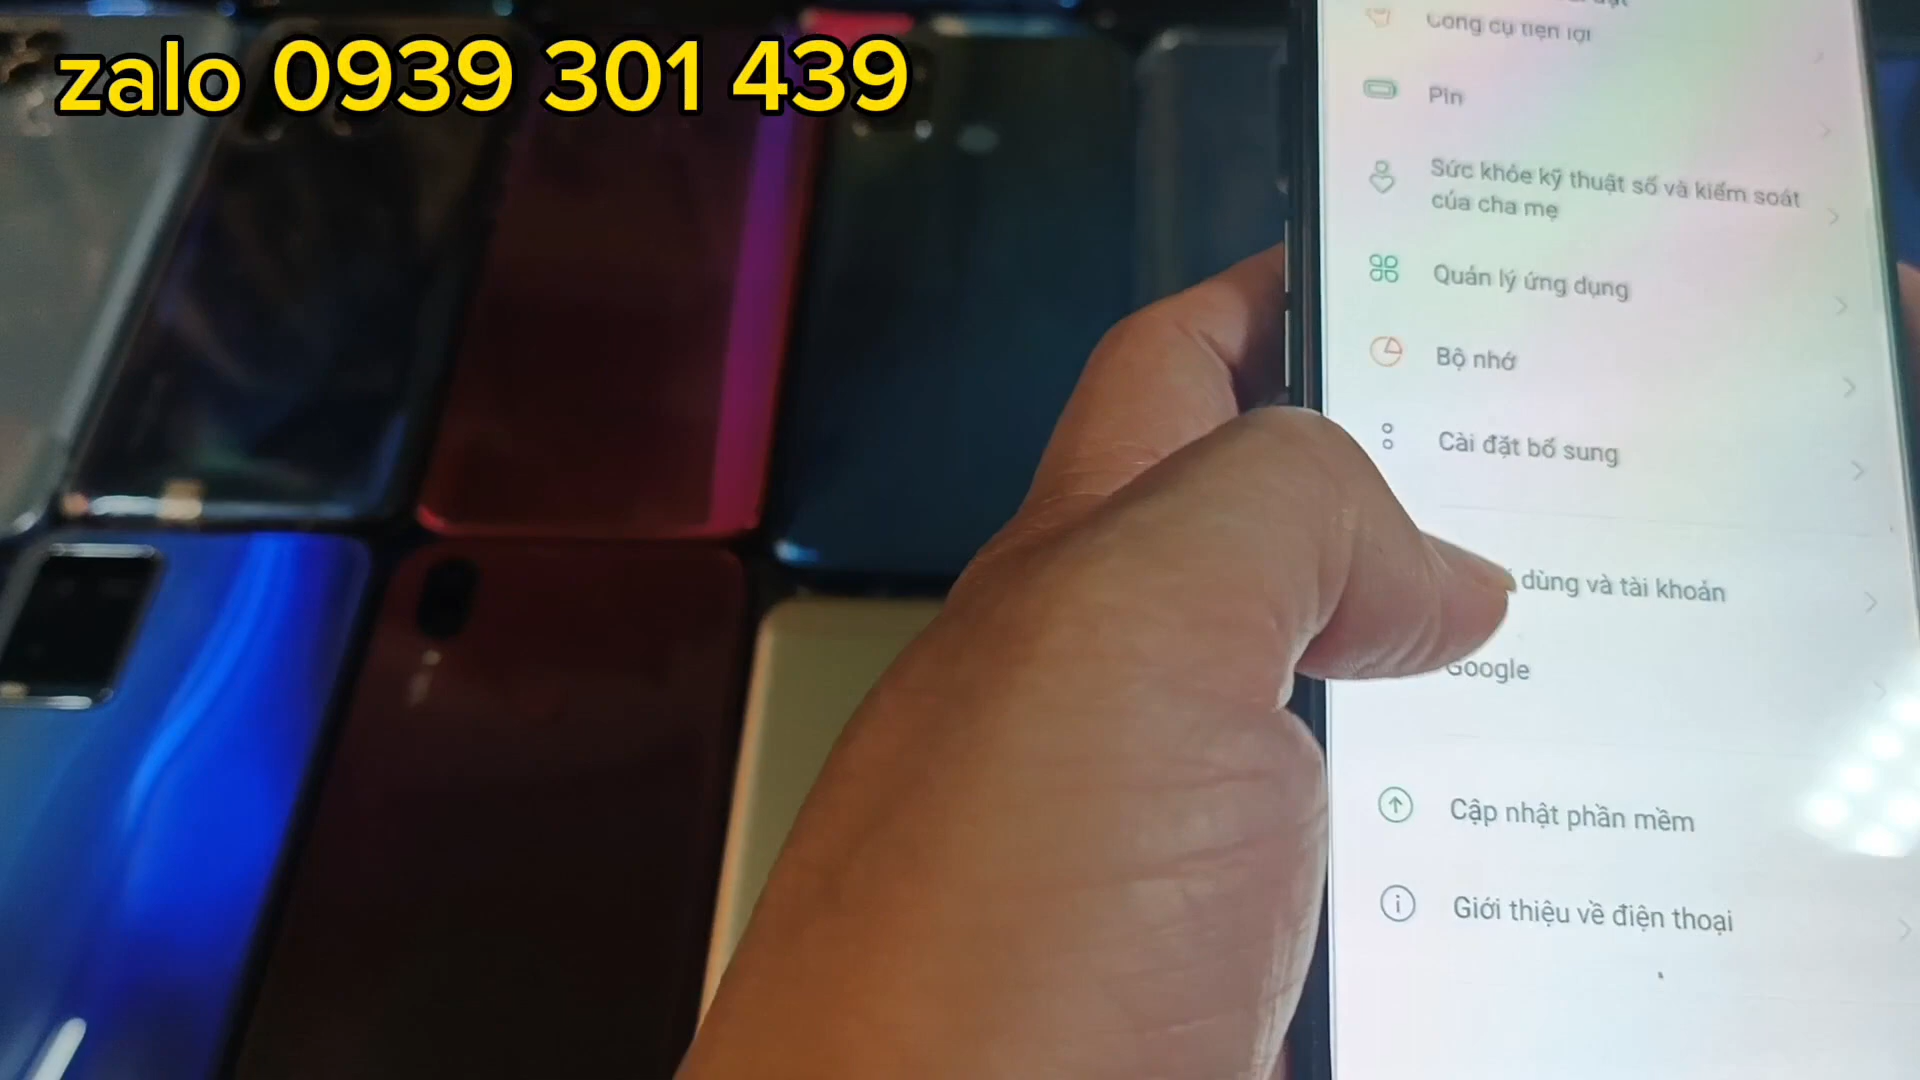 zalo 0939 301 439
Công cụ tiện lợi
Pin
Sức khỏe kỹ thuật số và kiểm soát
của cha mẹ
Quản lý ứng dụng
Bộ nhớ
Cài đặt bổ sung
dùng và tài khoản
Google
Cập nhật phần mềm
Giới thiệu về điện thoại